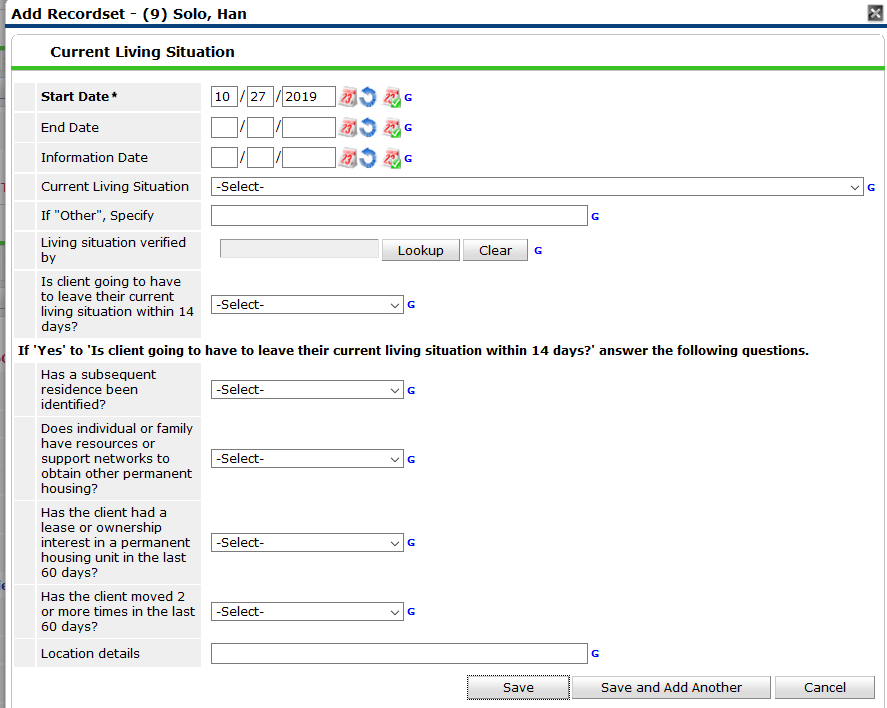 Add Recordset - (9) Solo, Han
Current Living Situation
Start Date* 10 / 27 / 2019 G
End Date / / G
Information Date / / G
Current Living Situation -Select- G
If "Other", Specify G
Living situation verified
by Lookup Clear G
Is client going to have
to leave their current
living situation within 14
days? -Select- G
If 'Yes' to 'Is client going to have to leave their current living situation within 14 days?' answer the following questions.
Has a subsequent
residence been
identified? -Select- G
Does individual or family
have resources or
support networks to
obtain other permanent
housing? -Select- G
Has the client had a
lease or ownership
interest in a permanent
housing unit in the last
60 days? -Select- G
Has the client moved 2
or more times in the last
60 days? -Select- G
Location details G
Save Save and Add Another Cancel